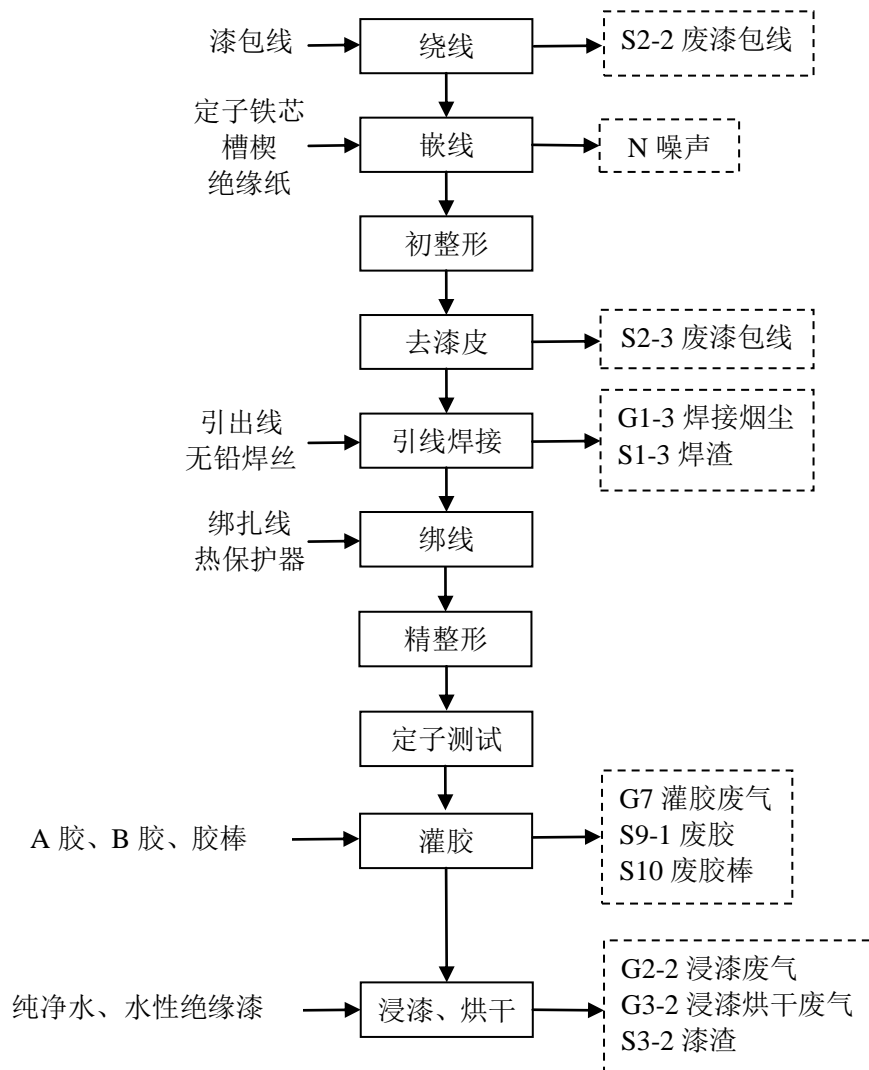 漆包线
绕线
S2-2 废漆包线
定子铁芯
槽楔
绝缘纸
嵌线
N 噪声
初整形
去漆皮
S2-3 废漆包线
引出线
无铅焊丝
引线焊接
G1-3 焊接烟尘
S1-3 焊渣
绑扎线
热保护器
绑线
精整形
定子测试
A 胶、B 胶、胶棒
灌胶
G7 灌胶废气
S9-1 废胶
S10 废胶棒
纯净水、水性绝缘漆
浸漆、烘干
G2-2 浸漆废气
G3-2 浸漆烘干废气
S3-2 漆渣